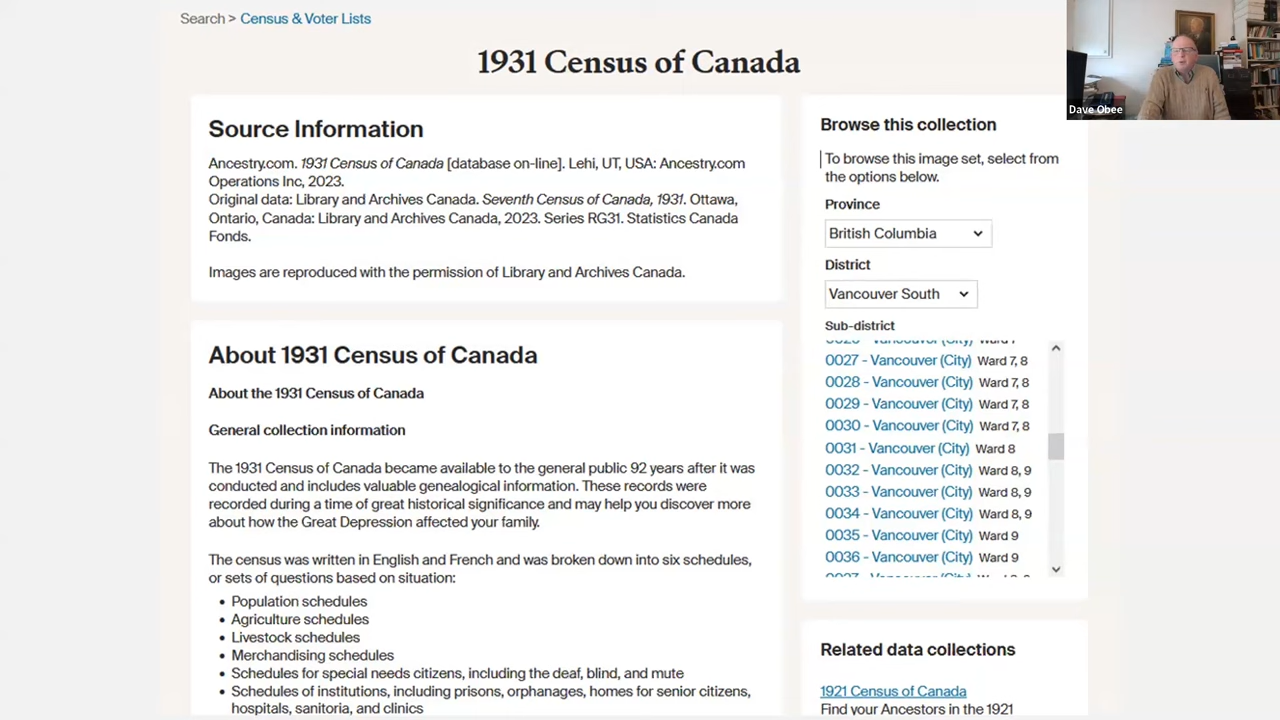 Search > Census & Voter Lists
1931 Census of Canada
Source Information
Ancestry.com. 1931 Census of Canada [database on-line]. Lehi, UT, USA: Ancestry.com
Operations Inc, 2023.
Original data: Library and Archives Canada. Seventh Census of Canada, 1931. Ottawa,
Ontario, Canada: Library and Archives Canada, 2023. Series RG31. Statistics Canada
Fonds.
Images are reproduced with the permission of Library and Archives Canada.
About 1931 Census of Canada
About the 1931 Census of Canada
General collection information
The 1931 Census of Canada became available to the general public 92 years after it was
conducted and includes valuable genealogical information. These records were
recorded during a time of great historical significance and may help you discover more
about how the Great Depression affected your family.
The census was written in English and French and was broken down into six schedules,
or sets of questions based on situation:
• Population schedules
• Agriculture schedules
• Livestock schedules
• Merchandising schedules
• Schedules for special needs citizens, including the deaf, blind, and mute
• Schedules of institutions, including prisons, orphanages, homes for senior citizens,
hospitals, sanitoria, and clinics
Browse this collection
To browse this image set, select from
the options below.
Province
British Columbia
District
Vancouver South
Sub-district
0027 - Vancouver (City) Ward 7, 8
0028 - Vancouver (City) Ward 7, 8
0029 - Vancouver (City) Ward 7, 8
0030 - Vancouver (City) Ward 7, 8
0031 - Vancouver (City) Ward 8
0032 - Vancouver (City) Ward 8, 9
0033 - Vancouver (City) Ward 8, 9
0034 - Vancouver (City) Ward 8, 9
0035 - Vancouver (City) Ward 9
0036 - Vancouver (City) Ward 9
Related data collections
1921 Census of Canada
Find your Ancestors in the 1921
Dave Obee